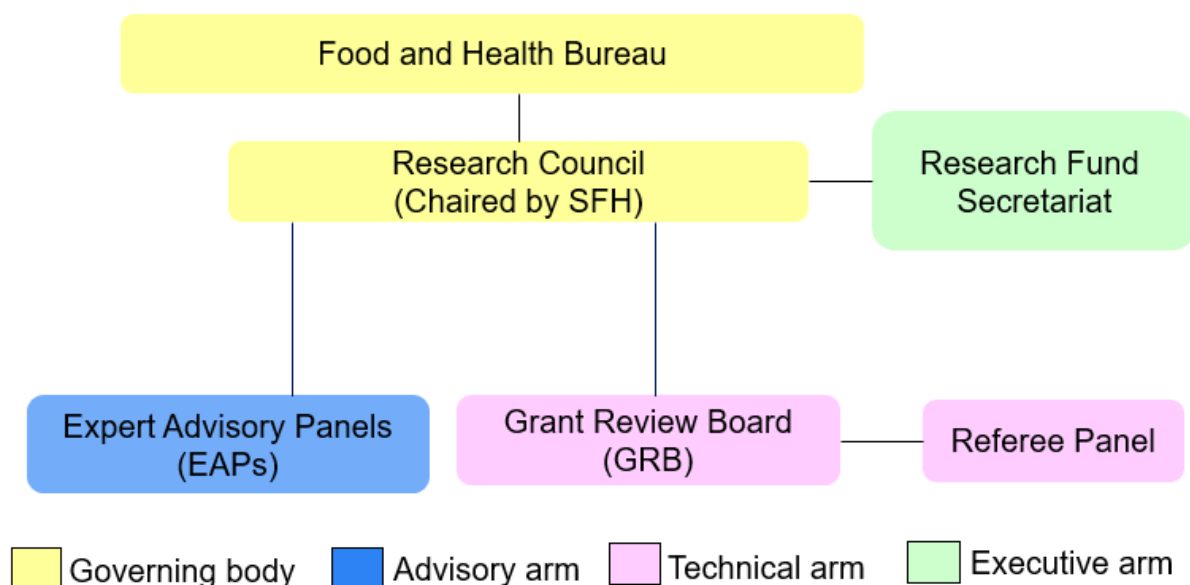 Food and Health Bureau
Research Council
(Chaired by SFH)
Research Fund
Secretariat
Expert Advisory Panels
(EAPs)
Grant Review Board
(GRB)
Referee Panel
Governing body
Advisory arm
Technical arm
Executive arm